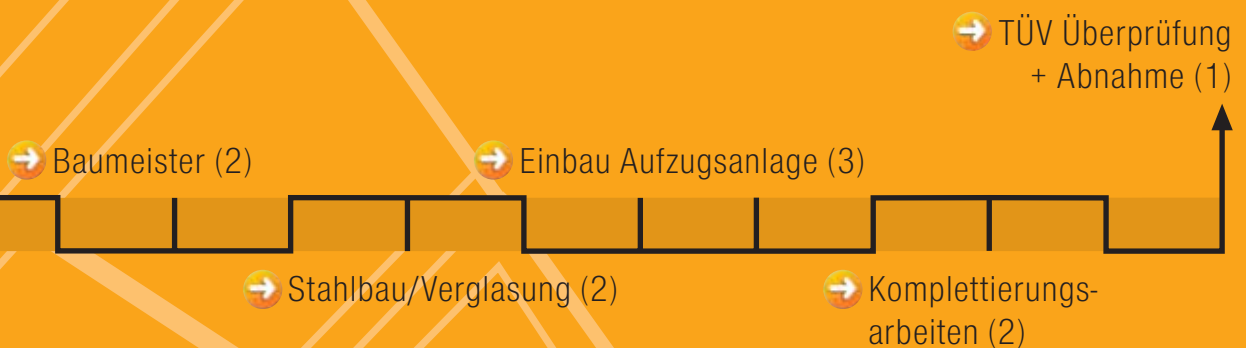 TÜV Überprüfung
+ Abnahme (1)
Baumeister (2)
Einbau Aufzugsanlage (3)
Stahlbau/Verglasung (2)
Komplettierungs-
arbeiten (2)